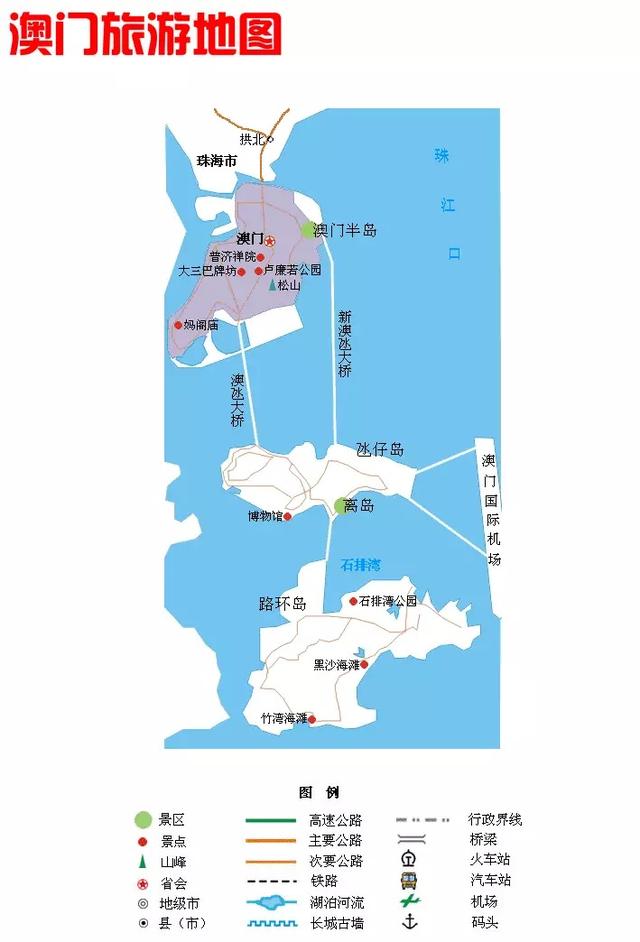 澳门旅游地图
拱北
珠海市
珠江口
澳门半岛
澳门
普济禅院
大三巴牌坊
卢廉若公园
松山
妈阁庙
新澳氹大桥
澳氹大桥
氹仔岛
澳门国际机场
离岛
博物馆
石排湾
路环岛
石排湾公园
黑沙海滩
竹湾海滩
图 例
景区
高速公路
行政界线
景点
主要公路
桥梁
山峰
次要公路
火车站
省会
铁路
汽车站
地级市
湖泊河流
机场
县（市）
长城古墙
码头